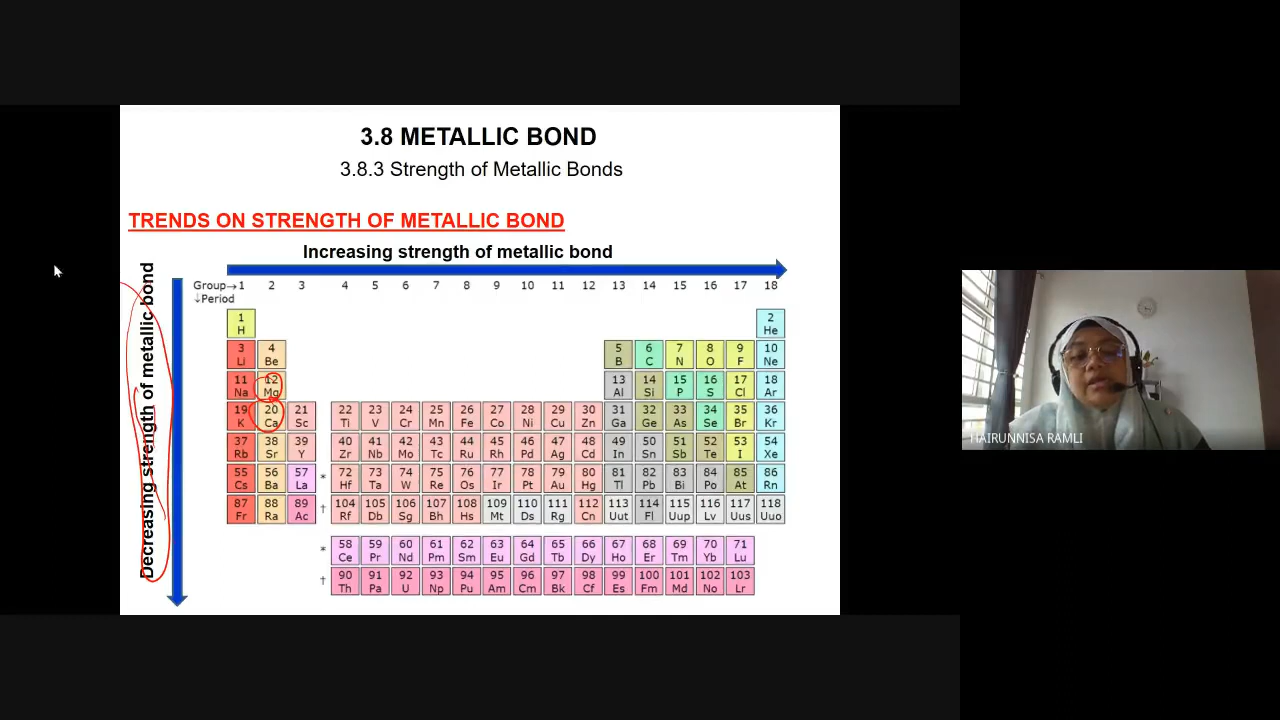 3.8 METALLIC BOND
3.8.3 Strength of Metallic Bonds
TRENDS ON STRENGTH OF METALLIC BOND
Increasing strength of metallic bond
Decreasing strength of metallic bond
Group→ 1 2 3 4 5 6 7 8 9 10 11 12 13 14 15 16 17 18
↓Period
1 2
H He
3 4 5 6 7 8 9 10
Li Be B C N O F Ne
11 12 13 14 15 16 17 18
Na Mg Al Si P S Cl Ar
19 20 21 22 23 24 25 26 27 28 29 30 31 32 33 34 35 36
K Ca Sc Ti V Cr Mn Fe Co Ni Cu Zn Ga Ge As Se Br Kr
37 38 39 40 41 42 43 44 45 46 47 48 49 50 51 52 53 54
Rb Sr Y Zr Nb Mo Tc Ru Rh Pd Ag Cd In Sn Sb Te I Xe
55 56 57 * 72 73 74 75 76 77 78 79 80 81 82 83 84 85 86
Cs Ba La Hf Ta W Re Os Ir Pt Au Hg Tl Pb Bi Po At Rn
87 88 89 † 104 105 106 107 108 109 110 111 112 113 114 115 116 117 118
Fr Ra Ac Rf Db Sg Bh Hs Mt Ds Rg Cn Uut Fl Uup Lv Uus Uuo
* 58 59 60 61 62 63 64 65 66 67 68 69 70 71
Ce Pr Nd Pm Sm Eu Gd Tb Dy Ho Er Tm Yb Lu
† 90 91 92 93 94 95 96 97 98 99 100 101 102 103
Th Pa U Np Pu Am Cm Bk Cf Es Fm Md No Lr
HAIRUNNISA RAMLI